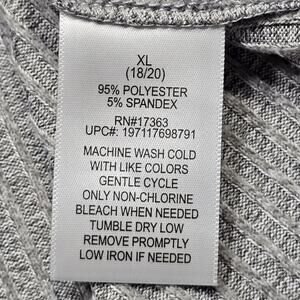 XL
(18/20)
95% POLYESTER
5% SPANDEX
RN#17363
UPC#: 197117698791
MACHINE WASH COLD
WITH LIKE COLORS
GENTLE CYCLE
ONLY NON-CHLORINE
BLEACH WHEN NEEDED
TUMBLE DRY LOW
REMOVE PROMPTLY
LOW IRON IF NEEDED